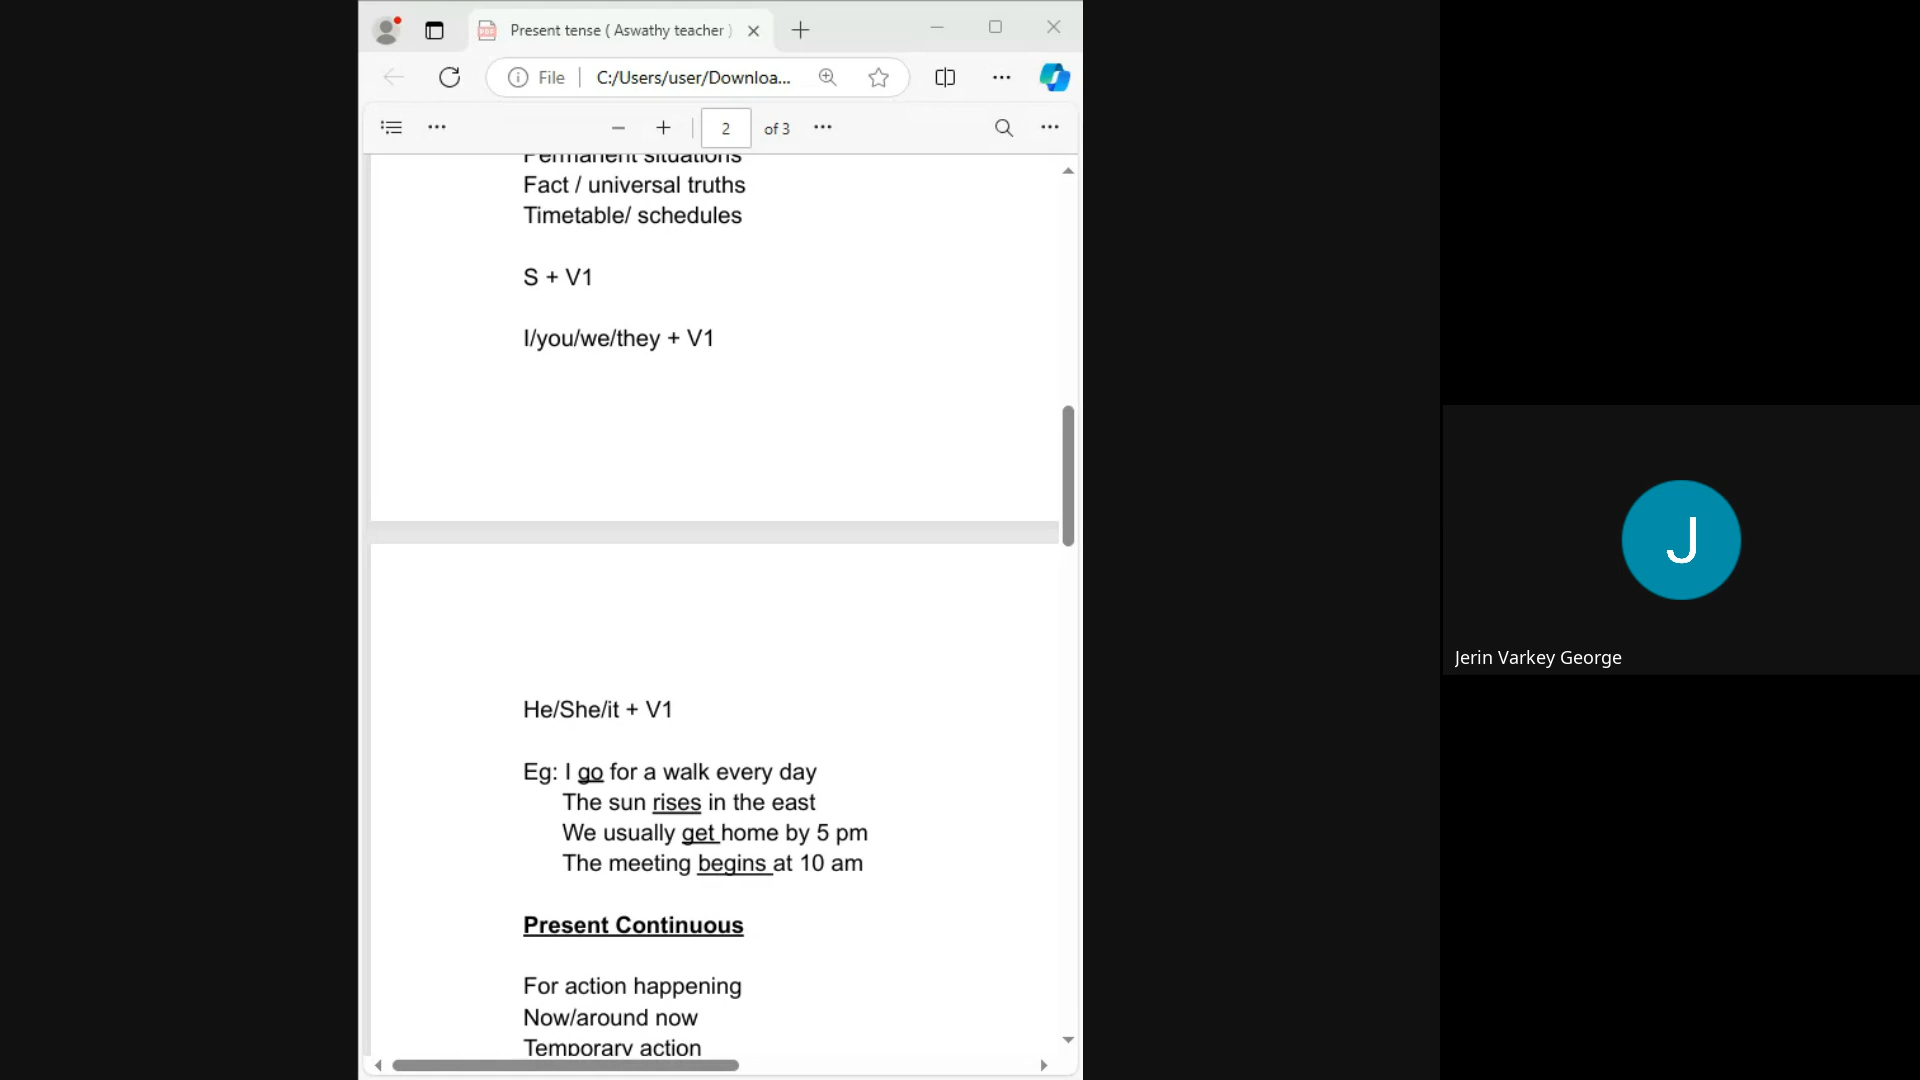 Present tense ( Aswathy teacher )
File
C:/Users/user/Downloa...
2 of 3
Permanent situations
Fact / universal truths
Timetable/ schedules
S + V1
I/you/we/they + V1
He/She/it + V1
Eg: I go for a walk every day
The sun rises in the east
We usually get home by 5 pm
The meeting begins at 10 am
Present Continuous
For action happening
Now/around now
Temporary action
J
Jerin Varkey George